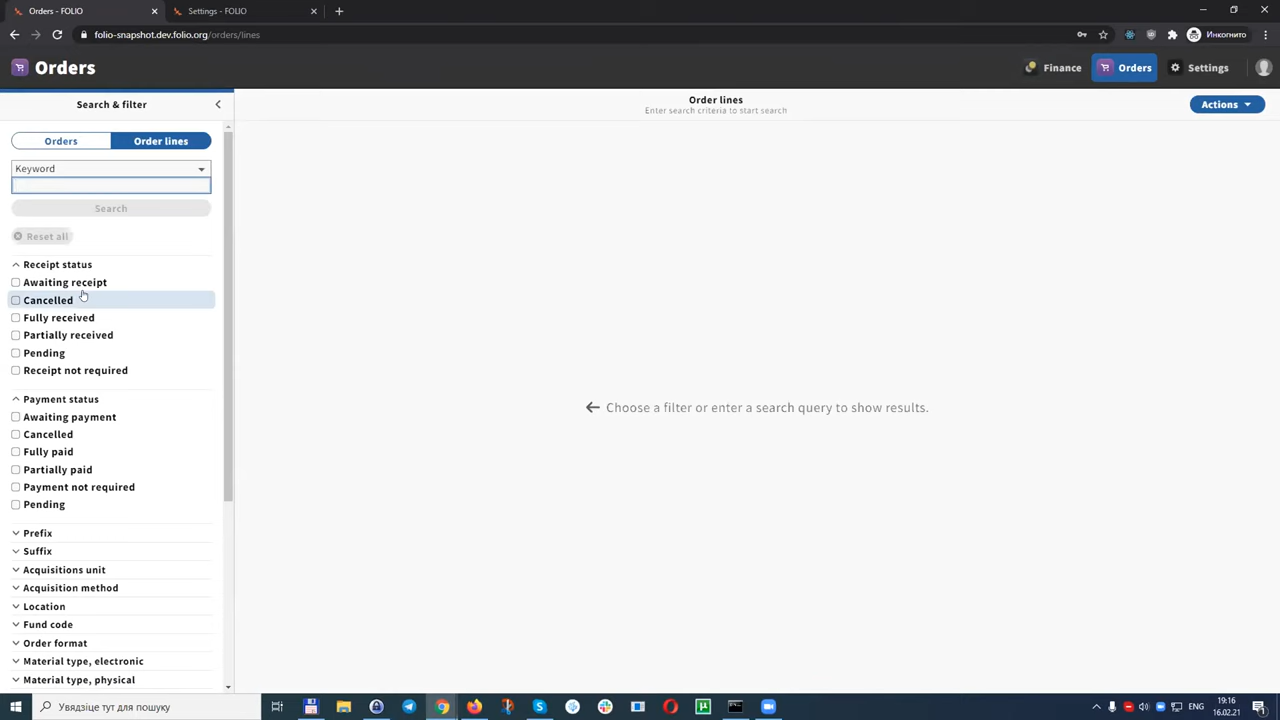 Orders - FOLIO
Settings - FOLIO
folio-snapshot.dev.folio.org/orders/lines
Инкогнито
Orders
Finance
Orders
Settings
Search & filter
Order lines
Enter search criteria to start search
Actions
Orders
Order lines
Keyword
Search
Reset all
Receipt status
Awaiting receipt
Cancelled
Fully received
Partially received
Pending
Receipt not required
Payment status
Awaiting payment
Cancelled
Fully paid
Partially paid
Payment not required
Pending
Prefix
Suffix
Acquisitions unit
Acquisition method
Location
Fund code
Order format
Material type, electronic
Material type, physical
Choose a filter or enter a search query to show results.
Увядзіце тут для пошуку
ENG
19:16
16.02.21